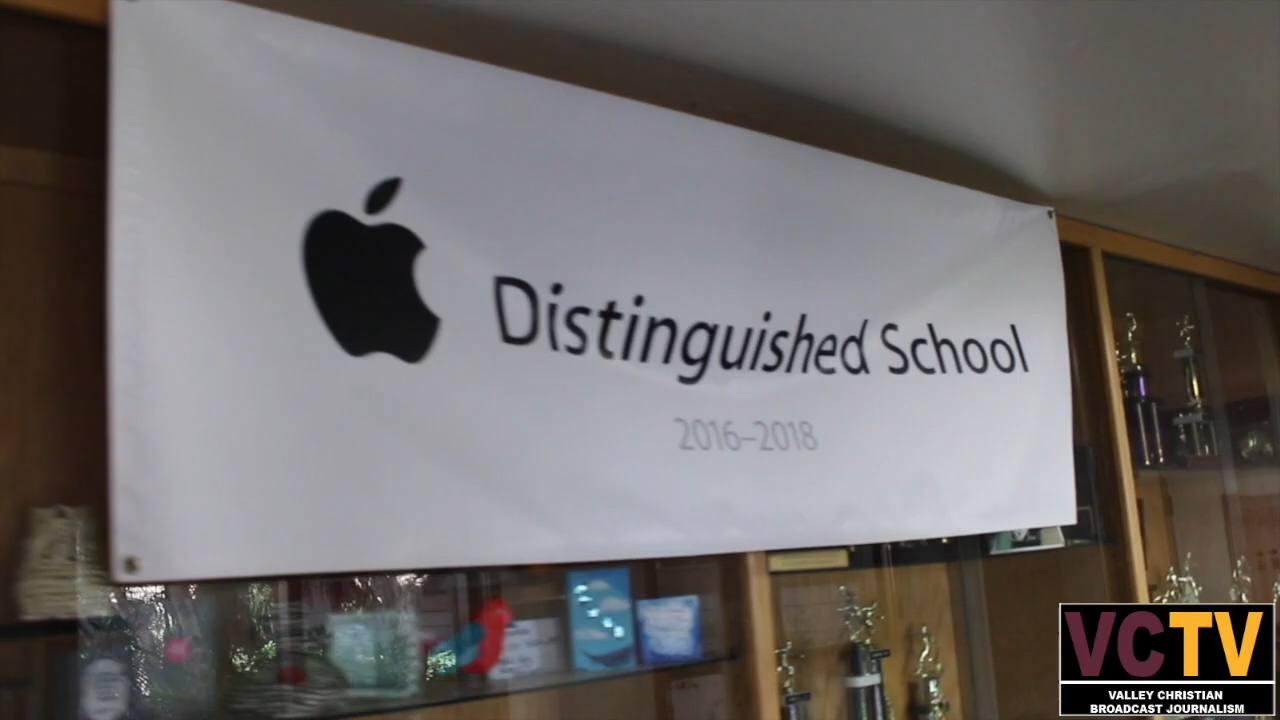 Distinguished School
2016–2018
VCTV
VALLEY CHRISTIAN
BROADCAST JOURNALISM